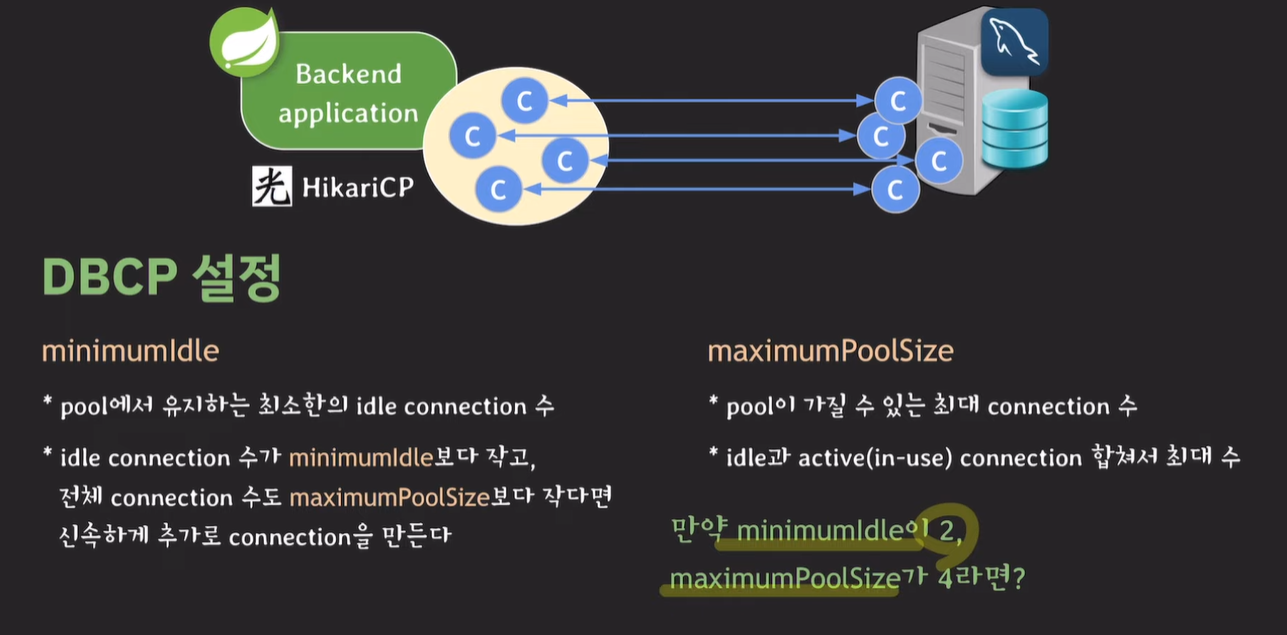 Backend
application
C
C
C
C
C
C
C
C
光 HikariCP
DBCP 설정
minimumIdle
* pool에서 유지하는 최소한의 idle connection 수
* idle connection 수가 minimumIdle보다 작고,
전체 connection 수도 maximumPoolSize보다 작다면
신속하게 추가로 connection을 만든다
maximumPoolSize
* pool이 가질 수 있는 최대 connection 수
* idle과 active(in-use) connection 합쳐서 최대 수
만약 minimumIdle이 2,
maximumPoolSize가 4라면?